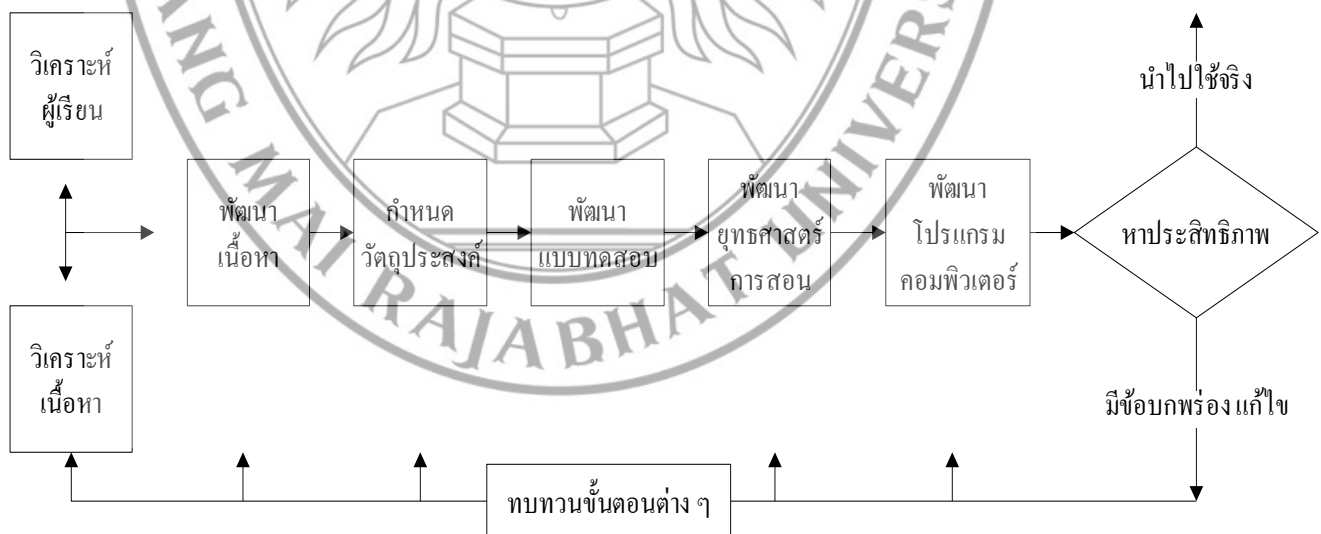 วิเคราะห์
ผู้เรียน
นำไปใช้จริง
พัฒนา
เนื้อหา
กำหนด
วัตถุประสงค์
พัฒนา
แบบทดสอบ
พัฒนา
ยุทธศาสตร์
การสอน
พัฒนา
โปรแกรม
คอมพิวเตอร์
หาประสิทธิภาพ
วิเคราะห์
เนื้อหา
มีข้อบกพร่อง แก้ไข
ทบทวนขั้นตอนต่าง ๆ
ANG MAI RAJABHAT UNIVERS